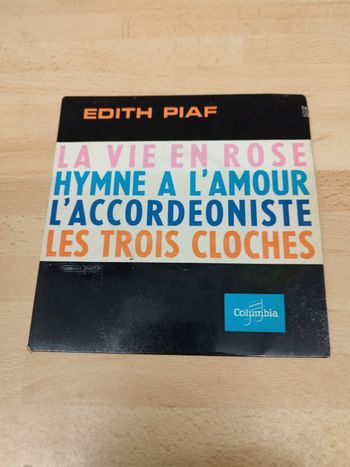 EDITH PIAF
LA VIE EN ROSE
HYMNE A L'AMOUR
L'ACCORDEONISTE
LES TROIS CLOCHES
Columbia